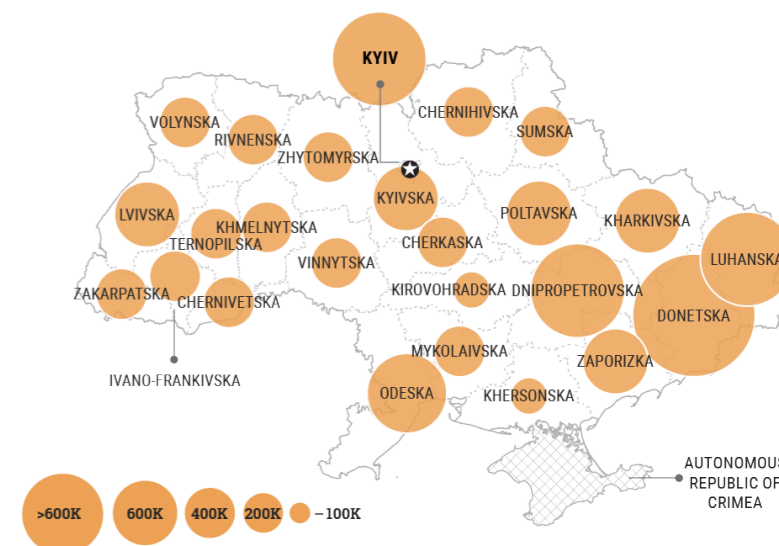 KYIV
CHERNIHIVSKA
VOLYNSKA
SUMSKA
RIVNENSKA
ZHYTOMYRSKA
KYIVSKA
LVIVSKA
POLTAVSKA
KHARKIVSKA
KHMELNYTSKA
TERNOPILSKA
CHERKASKA
LUHANSKA
VINNYTSKA
ZAKARPATSKA
CHERNIVETSKA
KIROVOHRADSKA
DNIPROPETROVSKA
DONETSKA
MYKOLAIVSKA
ZAPORIZKA
IVANO-FRANKIVSKA
ODESKA
KHERSONSKA
AUTONOMOUS
REPUBLIC OF
CRIMEA
>600K 600K 400K 200K –100K